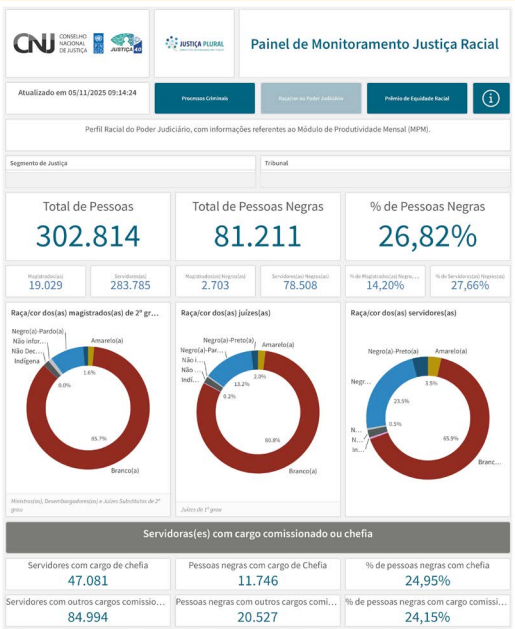 CNJ CONSELHO NACIONAL DE JUSTIÇA
JUSTIÇA 4.0
JUSTIÇA PLURAL
Painel de Monitoramento Justiça Racial
Atualizado em 05/11/2025 09:14:24
Processos Criminais
Raça/cor no Poder Judiciário
Prêmio de Equidade Racial
Perfil Racial do Poder Judiciário, com informações referentes ao Módulo de Produtividade Mensal (MPM).
Segmento de Justiça
Tribunal
Total de Pessoas
302.814
Total de Pessoas Negras
81.211
% de Pessoas Negras
26,82%
Magistrados(as)
19.029
Servidores(as)
283.785
Magistrados(as) Negros(as)
2.703
Servidores(as) Negros(as)
78.508
% de Magistrados(as) Negro...
14,20%
% de Servidores(as) Negros(as)
27,66%
Raça/cor dos(as) magistrados(as) de 2º gr...
Negro(a)-Pardo(a)
Não infor...
Não Dec...
Indígena
Amarelo(a)
1.6%
0.0%
85.7%
Branco(a)
Ministros(as), Desembargadores(as) e Juízes Substitutos de 2º grau
Raça/cor dos(as) juízes(as)
Negro(a)-Preto(a)
Negro(a)-Par...
Não i...
Não ...
Indí...
Amarelo(a)
2.0%
13.2%
0.2%
80.8%
Branco(a)
Juízes de 1º grau
Raça/cor dos(as) servidores(as)
Negro(a)-Preto(a)
Amarelo(a)
Negr...
3.5%
23.5%
0.5%
N...
N...
In...
65.9%
Branc...
Servidoras(es) com cargo comissionado ou chefia
Servidores com cargo de chefia
47.081
Pessoas negras com cargo de Chefia
11.746
% de pessoas negras com chefia
24,95%
Servidores com outros cargos comissio...
84.994
Pessoas negras com outros cargos comi...
20.527
% de pessoas negras com cargo comissi...
24,15%